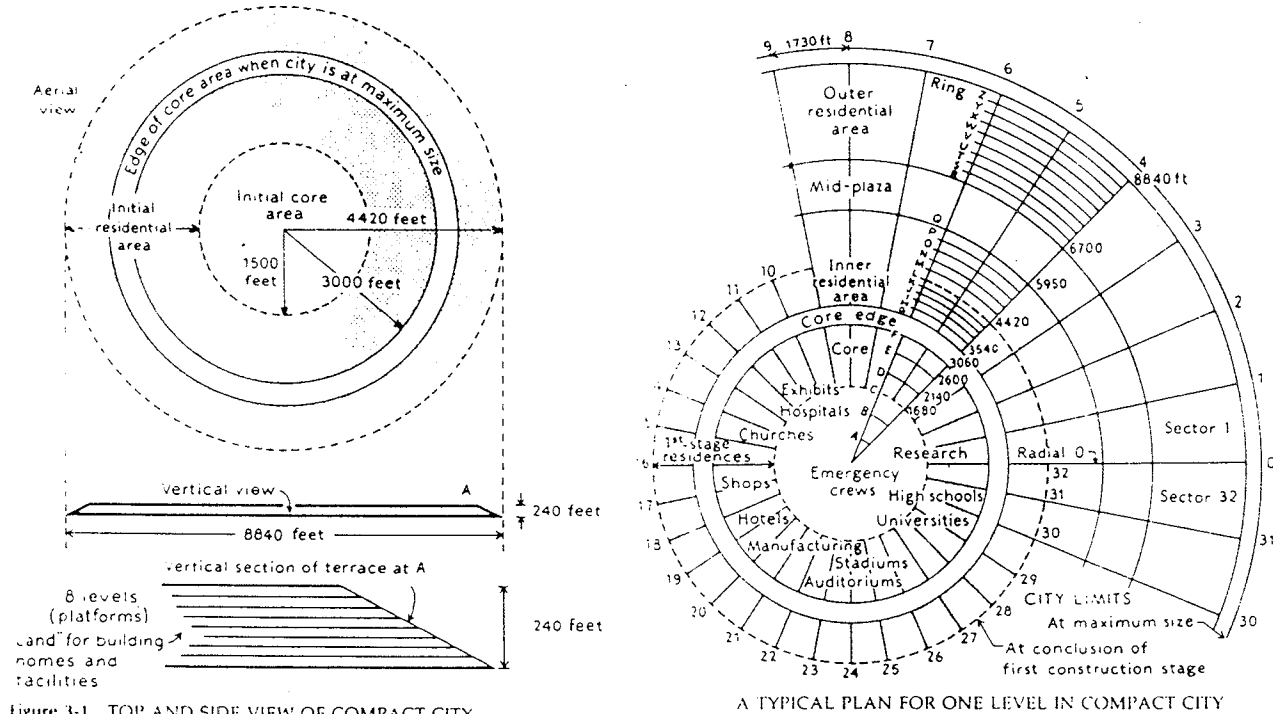 Aerial
view
Edge of core area when city is at maximum size
Initial core
area
4420 feet
Initial
residential
area
1500
feet
3000 feet
Vertical view
A
240 feet
8840 feet
Vertical section of terrace at A
8 levels
(platforms)
"Land" for building
homes and
facilities
240 feet
Figure 3-1 TOP AND SIDE VIEW OF COMPACT CITY
9
1730 ft
8
7
6
5
4
8840 ft
3
2
1
0
31
30
Outer
residential
area
Ring
Z
Mid-plaza
6700
5950
Inner
residential
area
4420
Core edge
3540
3060
2600
2140
1680
Core
F
E
D
C
B
A
10
11
12
13
Exhibits
Hospitals
Churches
1st-stage
residences
16
Shops
17
Hotels
18
Manufacturing
19
Stadiums
Auditoriums
20
21
22
23
24
25
26
27
28
29
30
31
32
Emergency
crews
Research
High schools
Universities
Radial 0
Sector 1
Sector 32
CITY LIMITS
At maximum size
At conclusion of
first construction stage
A TYPICAL PLAN FOR ONE LEVEL IN COMPACT CITY